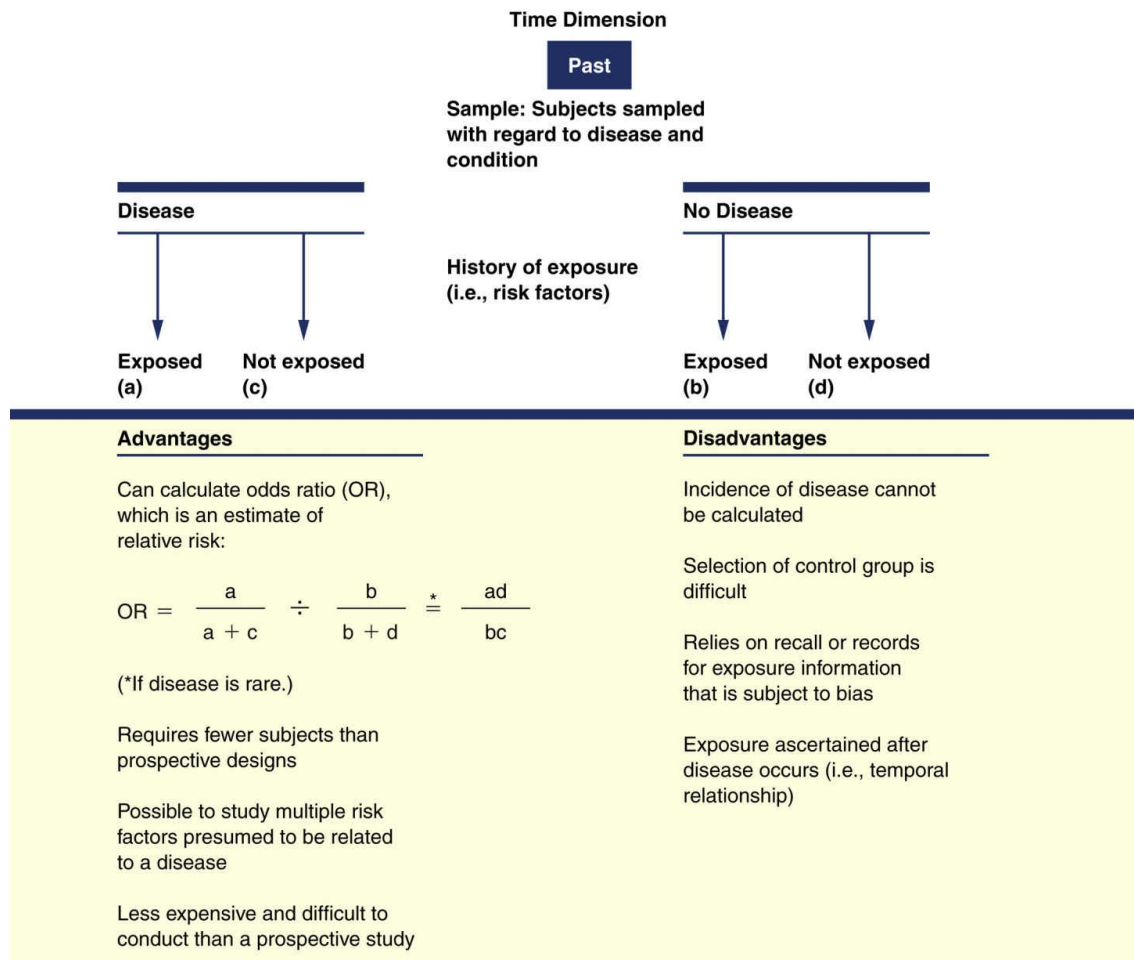 Time Dimension
Past
Sample: Subjects sampled
with regard to disease and
condition
Disease
No Disease
History of exposure
(i.e., risk factors)
Exposed
(a)
Not exposed
(c)
Exposed
(b)
Not exposed
(d)
Advantages
Can calculate odds ratio (OR),
which is an estimate of
relative risk:
OR = a / (a + c) ÷ b / (b + d) =* ad / bc
(*If disease is rare.)
Requires fewer subjects than
prospective designs
Possible to study multiple risk
factors presumed to be related
to a disease
Less expensive and difficult to
conduct than a prospective study
Disadvantages
Incidence of disease cannot
be calculated
Selection of control group is
difficult
Relies on recall or records
for exposure information
that is subject to bias
Exposure ascertained after
disease occurs (i.e., temporal
relationship)